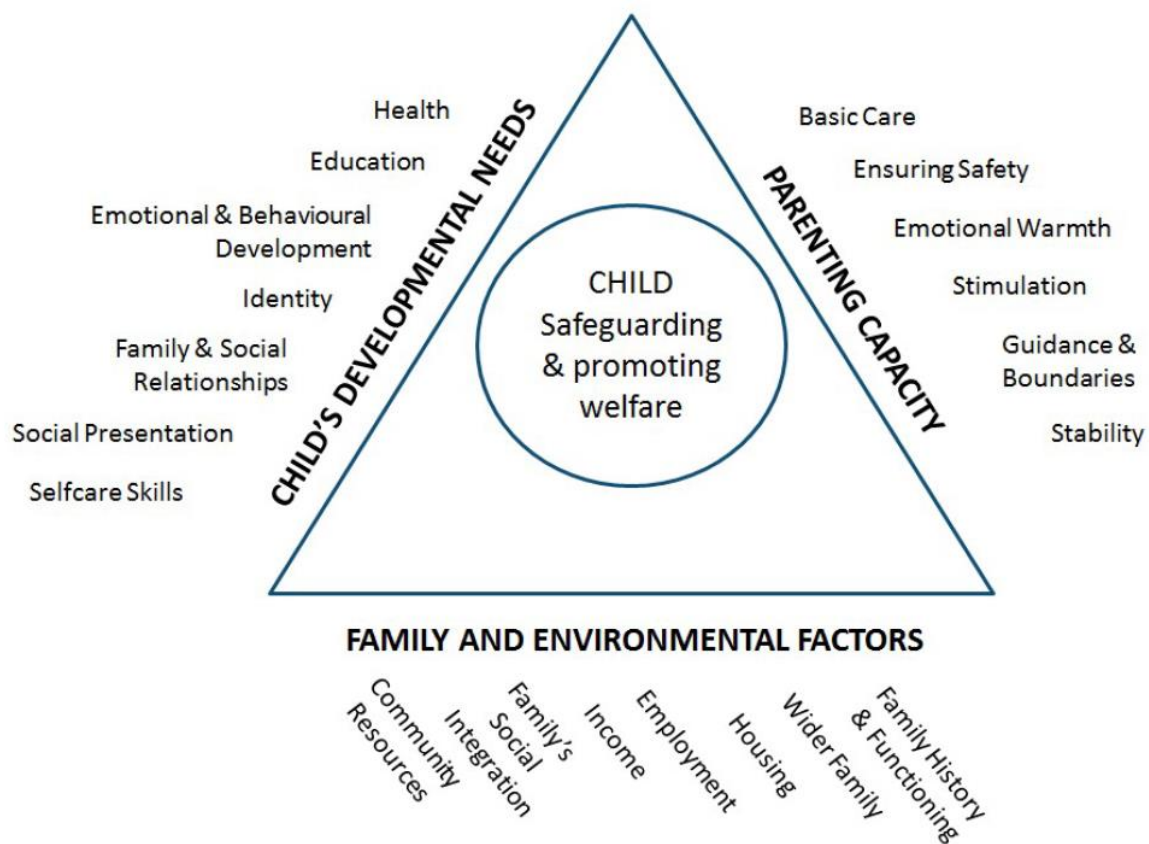 Health
Education
Emotional & Behavioural
Development
Identity
Family & Social
Relationships
Social Presentation
Selfcare Skills
CHILD'S DEVELOPMENTAL NEEDS
CHILD
Safeguarding
& promoting
welfare
PARENTING CAPACITY
Basic Care
Ensuring Safety
Emotional Warmth
Stimulation
Guidance &
Boundaries
Stability
FAMILY AND ENVIRONMENTAL FACTORS
Community
Resources
Family's
Social
Integration
Income
Employment
Housing
Wider Family
Family History
& Functioning